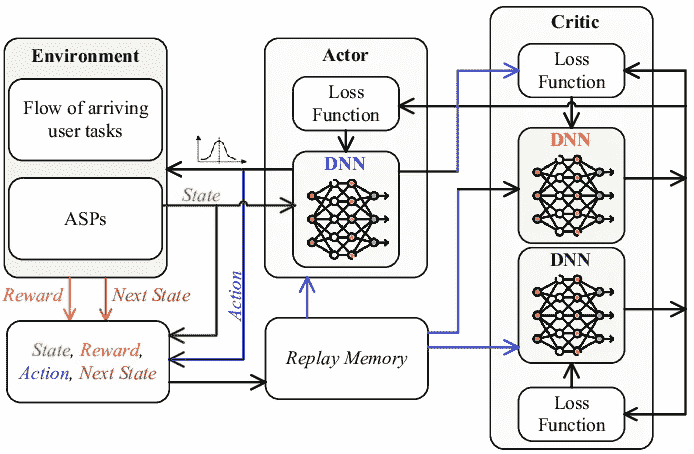 Environment
Flow of arriving
user tasks
ASPs
Reward
Next State
State, Reward,
Action, Next State
State
Action
Actor
Loss
Function
DNN
Replay Memory
Critic
Loss
Function
DNN
DNN
Loss
Function